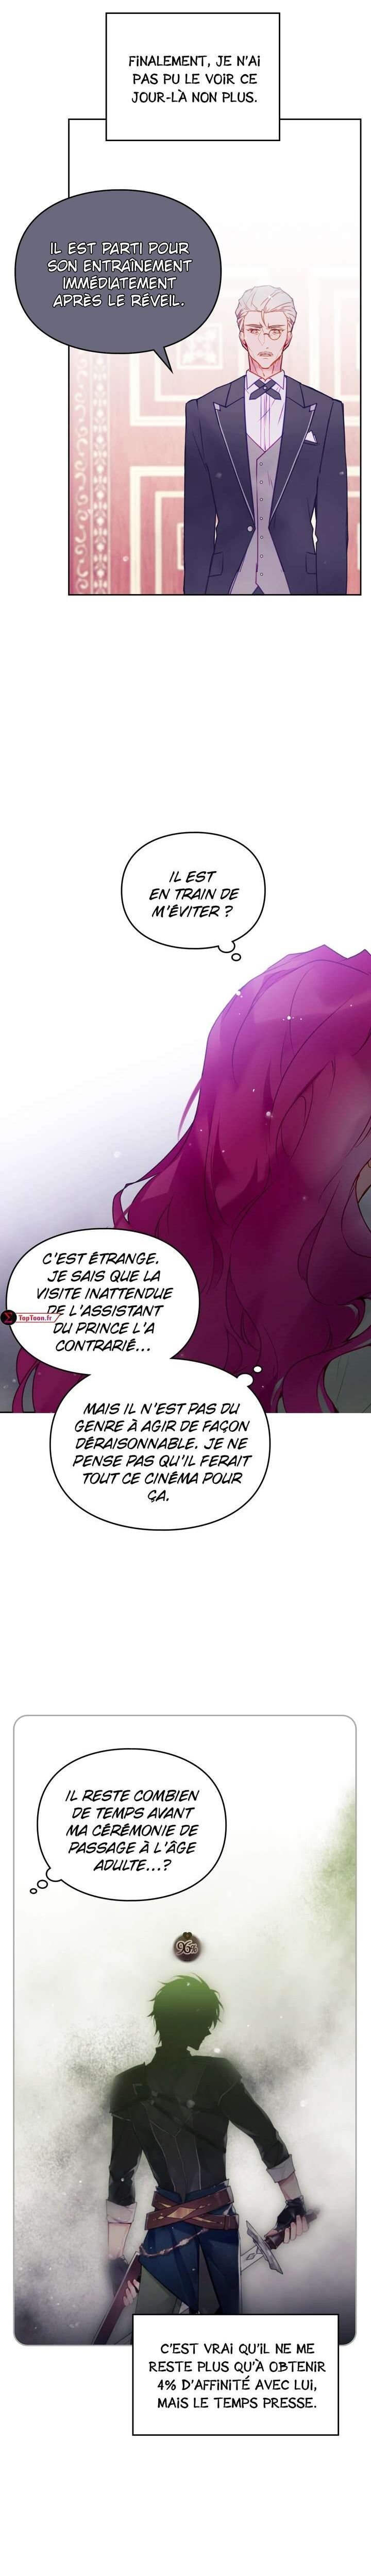 FINALEMENT, JE N'AI
PAS PU LE VOIR CE
JOUR-LÀ NON PLUS.
IL EST PARTI POUR
SON ENTRAÎNEMENT
IMMÉDIATEMENT
APRÈS LE RÉVEIL.
IL EST
EN TRAIN DE
M'ÉVITER ?
C'EST ÉTRANGE.
JE SAIS QUE LA
VISITE INATTENDUE
DE L'ASSISTANT
DU PRINCE L'A
CONTRARIÉ...
TopToon.fr
MAIS IL N'EST PAS DU
GENRE À AGIR DE FAÇON
DÉRAISONNABLE. JE NE
PENSE PAS QU'IL FERAIT
TOUT CE CINÉMA POUR
ÇA.
IL RESTE COMBIEN
DE TEMPS AVANT
MA CÉRÉMONIE DE
PASSAGE À L'ÂGE
ADULTE...?
96%
C'EST VRAI QU'IL NE ME
RESTE PLUS QU'À OBTENIR
4% D'AFFINITÉ AVEC LUI,
MAIS LE TEMPS PRESSE.